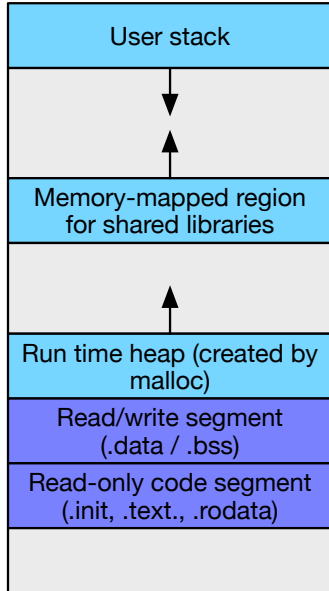 User stack
Memory-mapped region
for shared libraries
Run time heap (created by
malloc)
Read/write segment
(.data / .bss)
Read-only code segment
(.init, .text., .rodata)